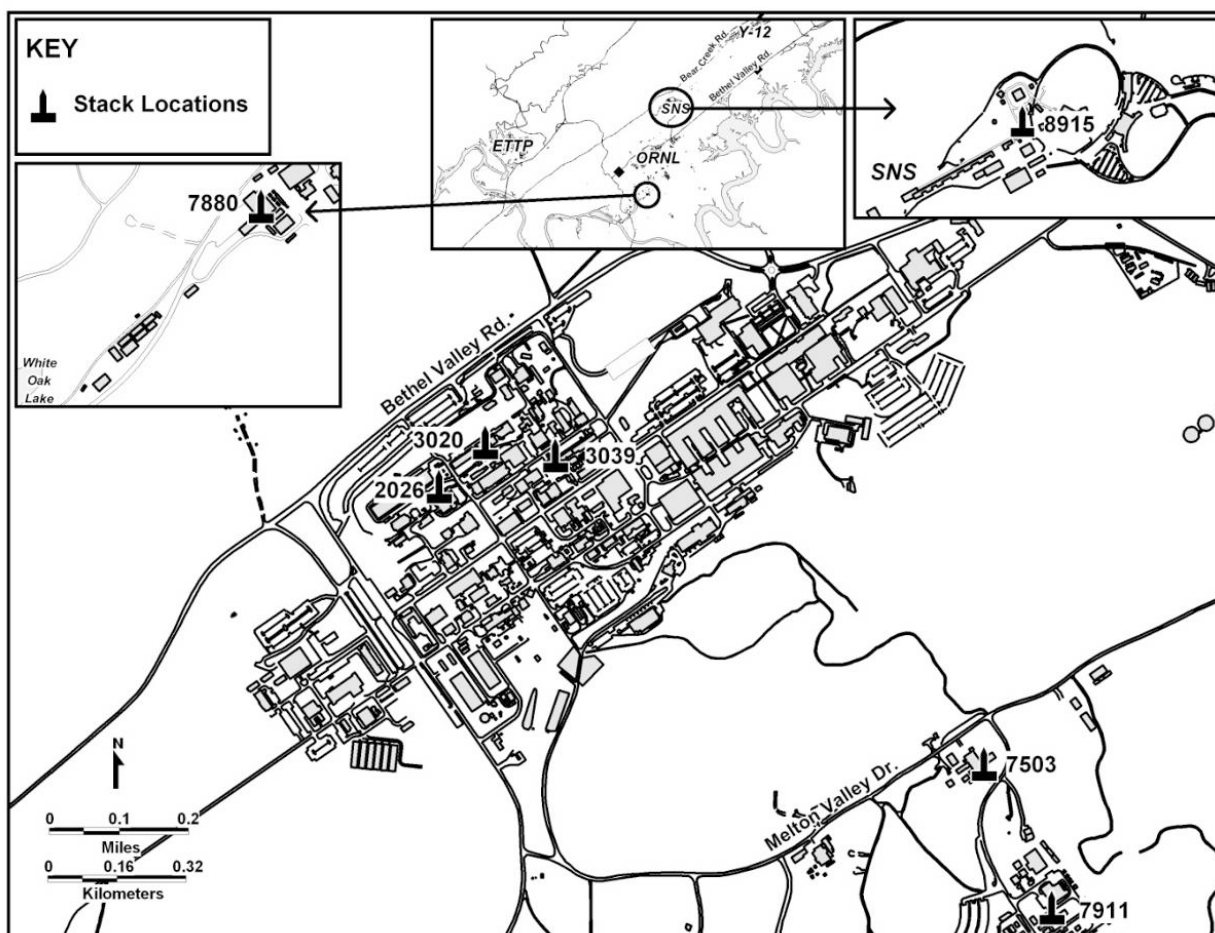 KEY
Stack Locations
Bear Creek Rd.
Y-12
Bethel Valley Rd.
SNS
ETTP
ORNL
8915
SNS
7880
White
Oak
Lake
Bethel Valley Rd.
3020
3039
2026
N
0 0.1 0.2
Miles
0 0.16 0.32
Kilometers
Melton Valley Dr.
7503
7911